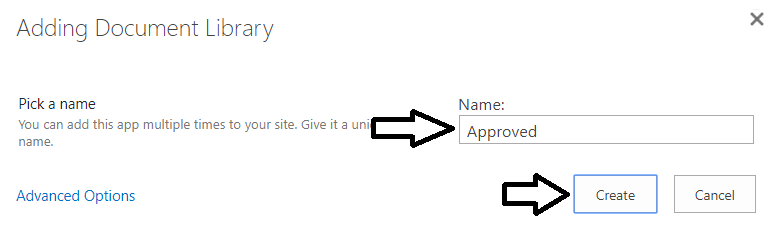 Adding Document Library
Pick a name
You can add this app multiple times to your site. Give it a
name.
Name:
Approved
Advanced Options
Create
Cancel